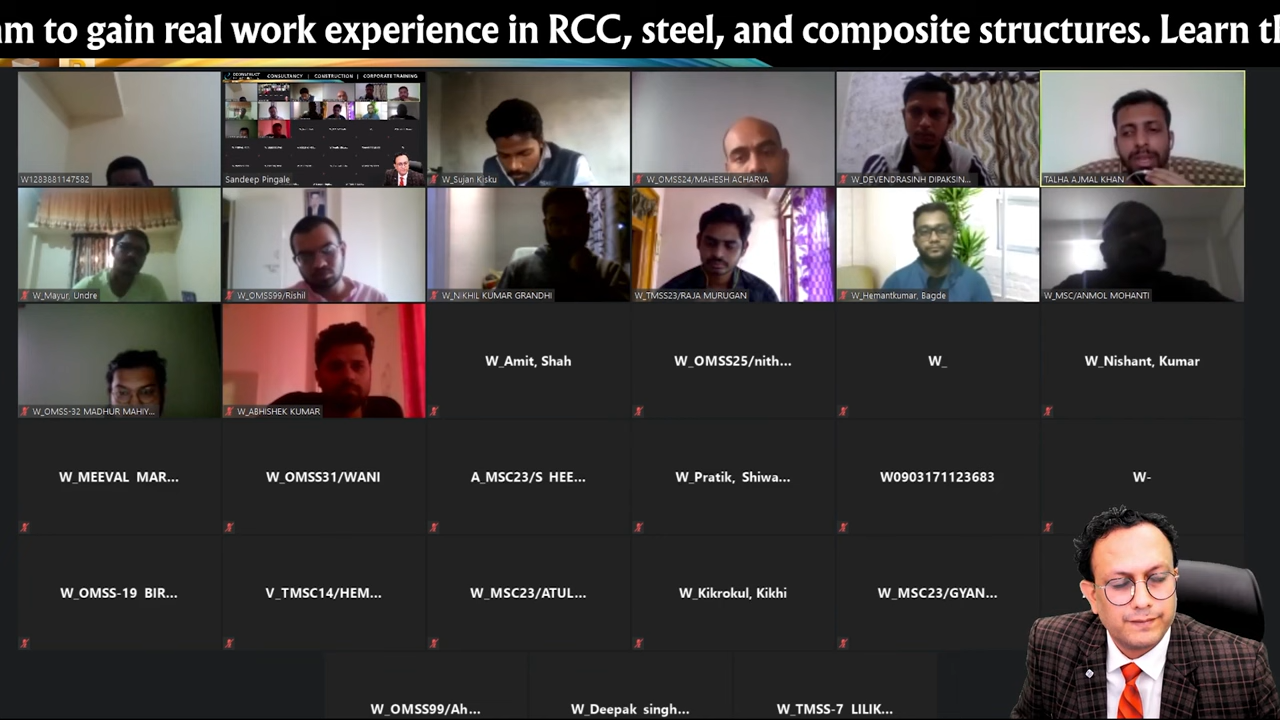 am to gain real work experience in RCC, steel, and composite structures. Learn th
CONSULTANCY | CONSTRUCTION | CORPORATE TRAINING
W1283881147582
Sandeep Pingale
W_Sujan Kisku
W_OMSS24/MAHESH ACHARYA
W_DEVENDRASINH DIPAKSIN...
TALHA AJMAL KHAN
W_Mayur, Undre
W_OMSS99/Rishil
W_NIKHIL KUMAR GRANDHI
W_TMSS23/RAJA MURUGAN
W_Hemantkumar, Bagde
W_MSC/ANMOL MOHANTI
W_OMSS-32 MADHUR MAHIY...
W_ABHISHEK KUMAR
W_Amit, Shah
W_OMSS25/nith...
W_
W_Nishant, Kumar
W_MEEVAL MAR...
W_OMSS31/WANI
A_MSC23/S HEE...
W_Pratik, Shiwa...
W0903171123683
W-
W_OMSS-19 BIR...
V_TMSC14/HEM...
W_MSC23/ATUL...
W_Kikrokul, Kikhi
W_MSC23/GYAN...
W_OMSS99/Ah...
W_Deepak singh...
W_TMSS-7 LILIK...